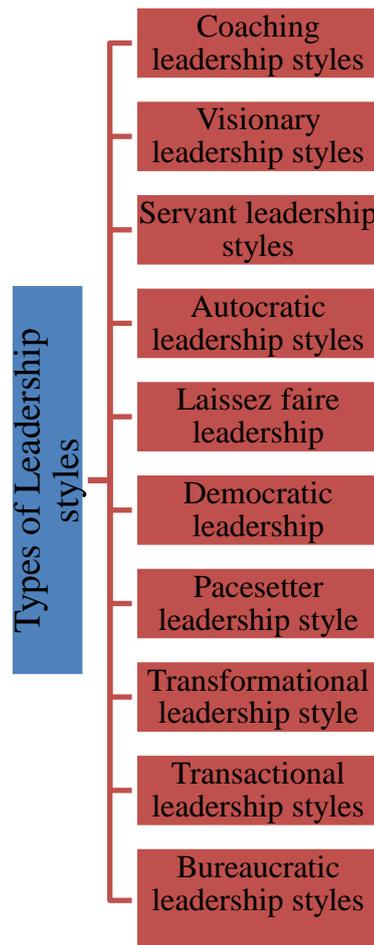 Types of Leadership
styles
Coaching
leadership styles
Visionary
leadership styles
Servant leadership
styles
Autocratic
leadership styles
Laissez faire
leadership
Democratic
leadership
Pacesetter
leadership style
Transformational
leadership style
Transactional
leadership styles
Bureaucratic
leadership styles